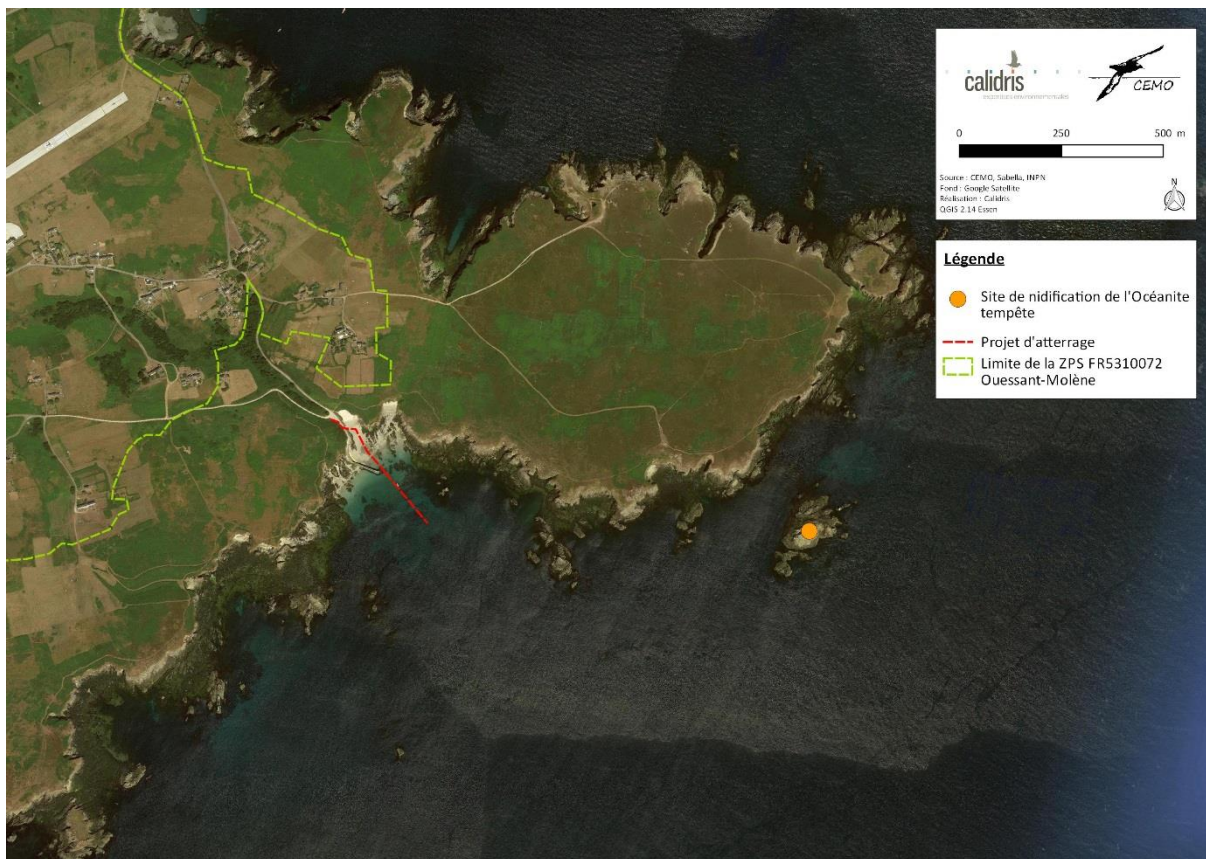 calidris
CEMO
0 250 500 m
Source : CEMO, Sabella, INPN
Fond : Google Satellite
Réalisation : Calidris
QGIS 2.14 Essen
N
Légende
Site de nidification de l'Océanite
tempête
Projet d'atterrage
Limite de la ZPS FR5310072
Ouessant-Molène